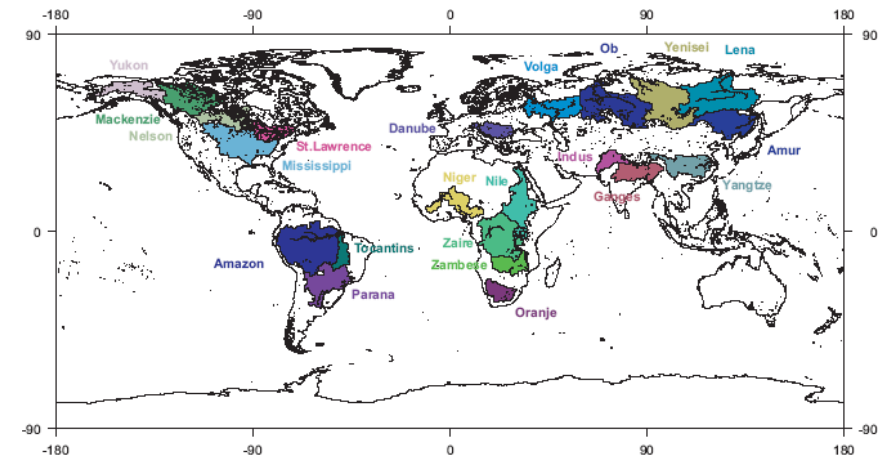 -180 -90 0 90 180
90 90
Ob Yenisei Lena
Volga
Yukon
Mackenzie
Nelson
Danube
St.Lawrence
Mississippi
Amur
Indus
Yangtze
Ganges
Niger Nile
0 0
Zaire
Tocantins
Amazon
Zambese
Parana
Oranje
-90 -90
-180 -90 0 90 180